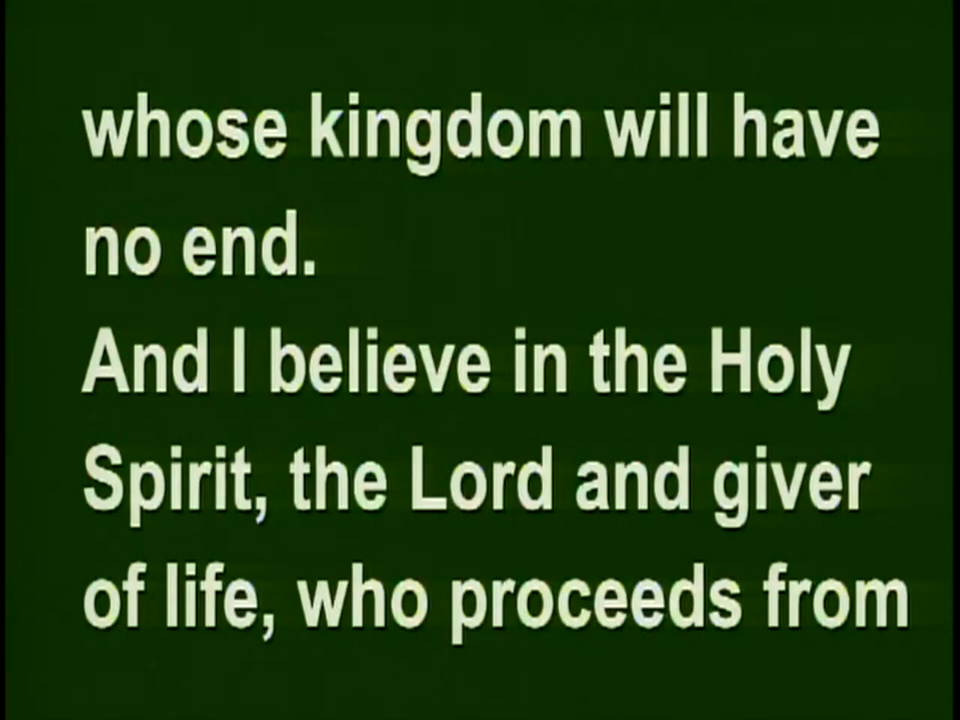 whose kingdom will have
no end.
And I believe in the Holy
Spirit, the Lord and giver
of life, who proceeds from